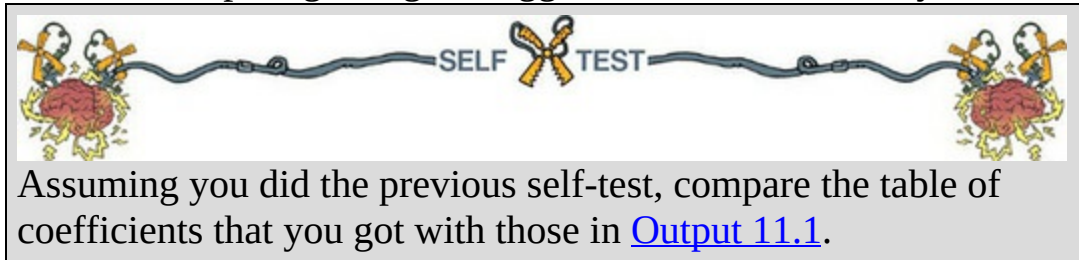 SELF TEST
Assuming you did the previous self-test, compare the table of
coefficients that you got with those in Output 11.1.